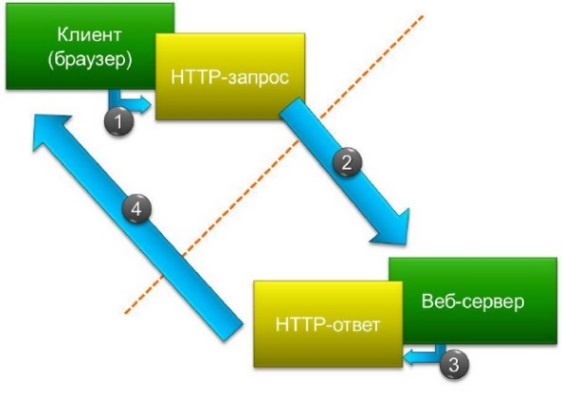 Клиент
(браузер)
HTTP-запрос
1
2
4
Веб-сервер
HTTP-ответ
3